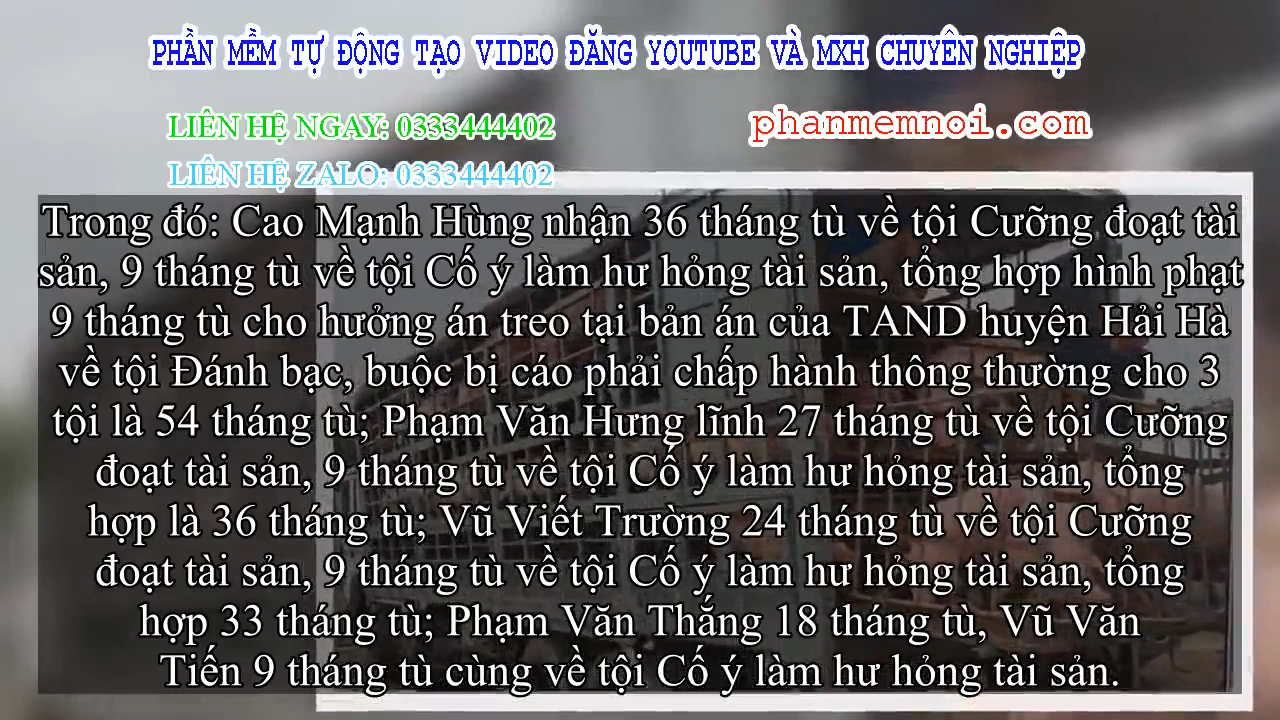 PHẦN MỀM TỰ ĐỘNG TẠO VIDEO ĐĂNG YOUTUBE VÀ MXH CHUYÊN NGHIỆP
LIÊN HỆ NGAY: 0333444402
phanmemnoi.com
LIÊN HỆ ZALO: 0333444402
Trong đó: Cao Mạnh Hùng nhận 36 tháng tù về tội Cưỡng đoạt tài
sản, 9 tháng tù về tội Cố ý làm hư hỏng tài sản, tổng hợp hình phạt
9 tháng tù cho hưởng án treo tại bản án của TAND huyện Hải Hà
về tội Đánh bạc, buộc bị cáo phải chấp hành thông thường cho 3
tội là 54 tháng tù; Phạm Văn Hưng lĩnh 27 tháng tù về tội Cưỡng
đoạt tài sản, 9 tháng tù về tội Cố ý làm hư hỏng tài sản, tổng
hợp là 36 tháng tù; Vũ Viết Trường 24 tháng tù về tội Cưỡng
đoạt tài sản, 9 tháng tù về tội Cố ý làm hư hỏng tài sản, tổng
hợp 33 tháng tù; Phạm Văn Thắng 18 tháng tù, Vũ Văn
Tiến 9 tháng tù cùng về tội Cố ý làm hư hỏng tài sản.